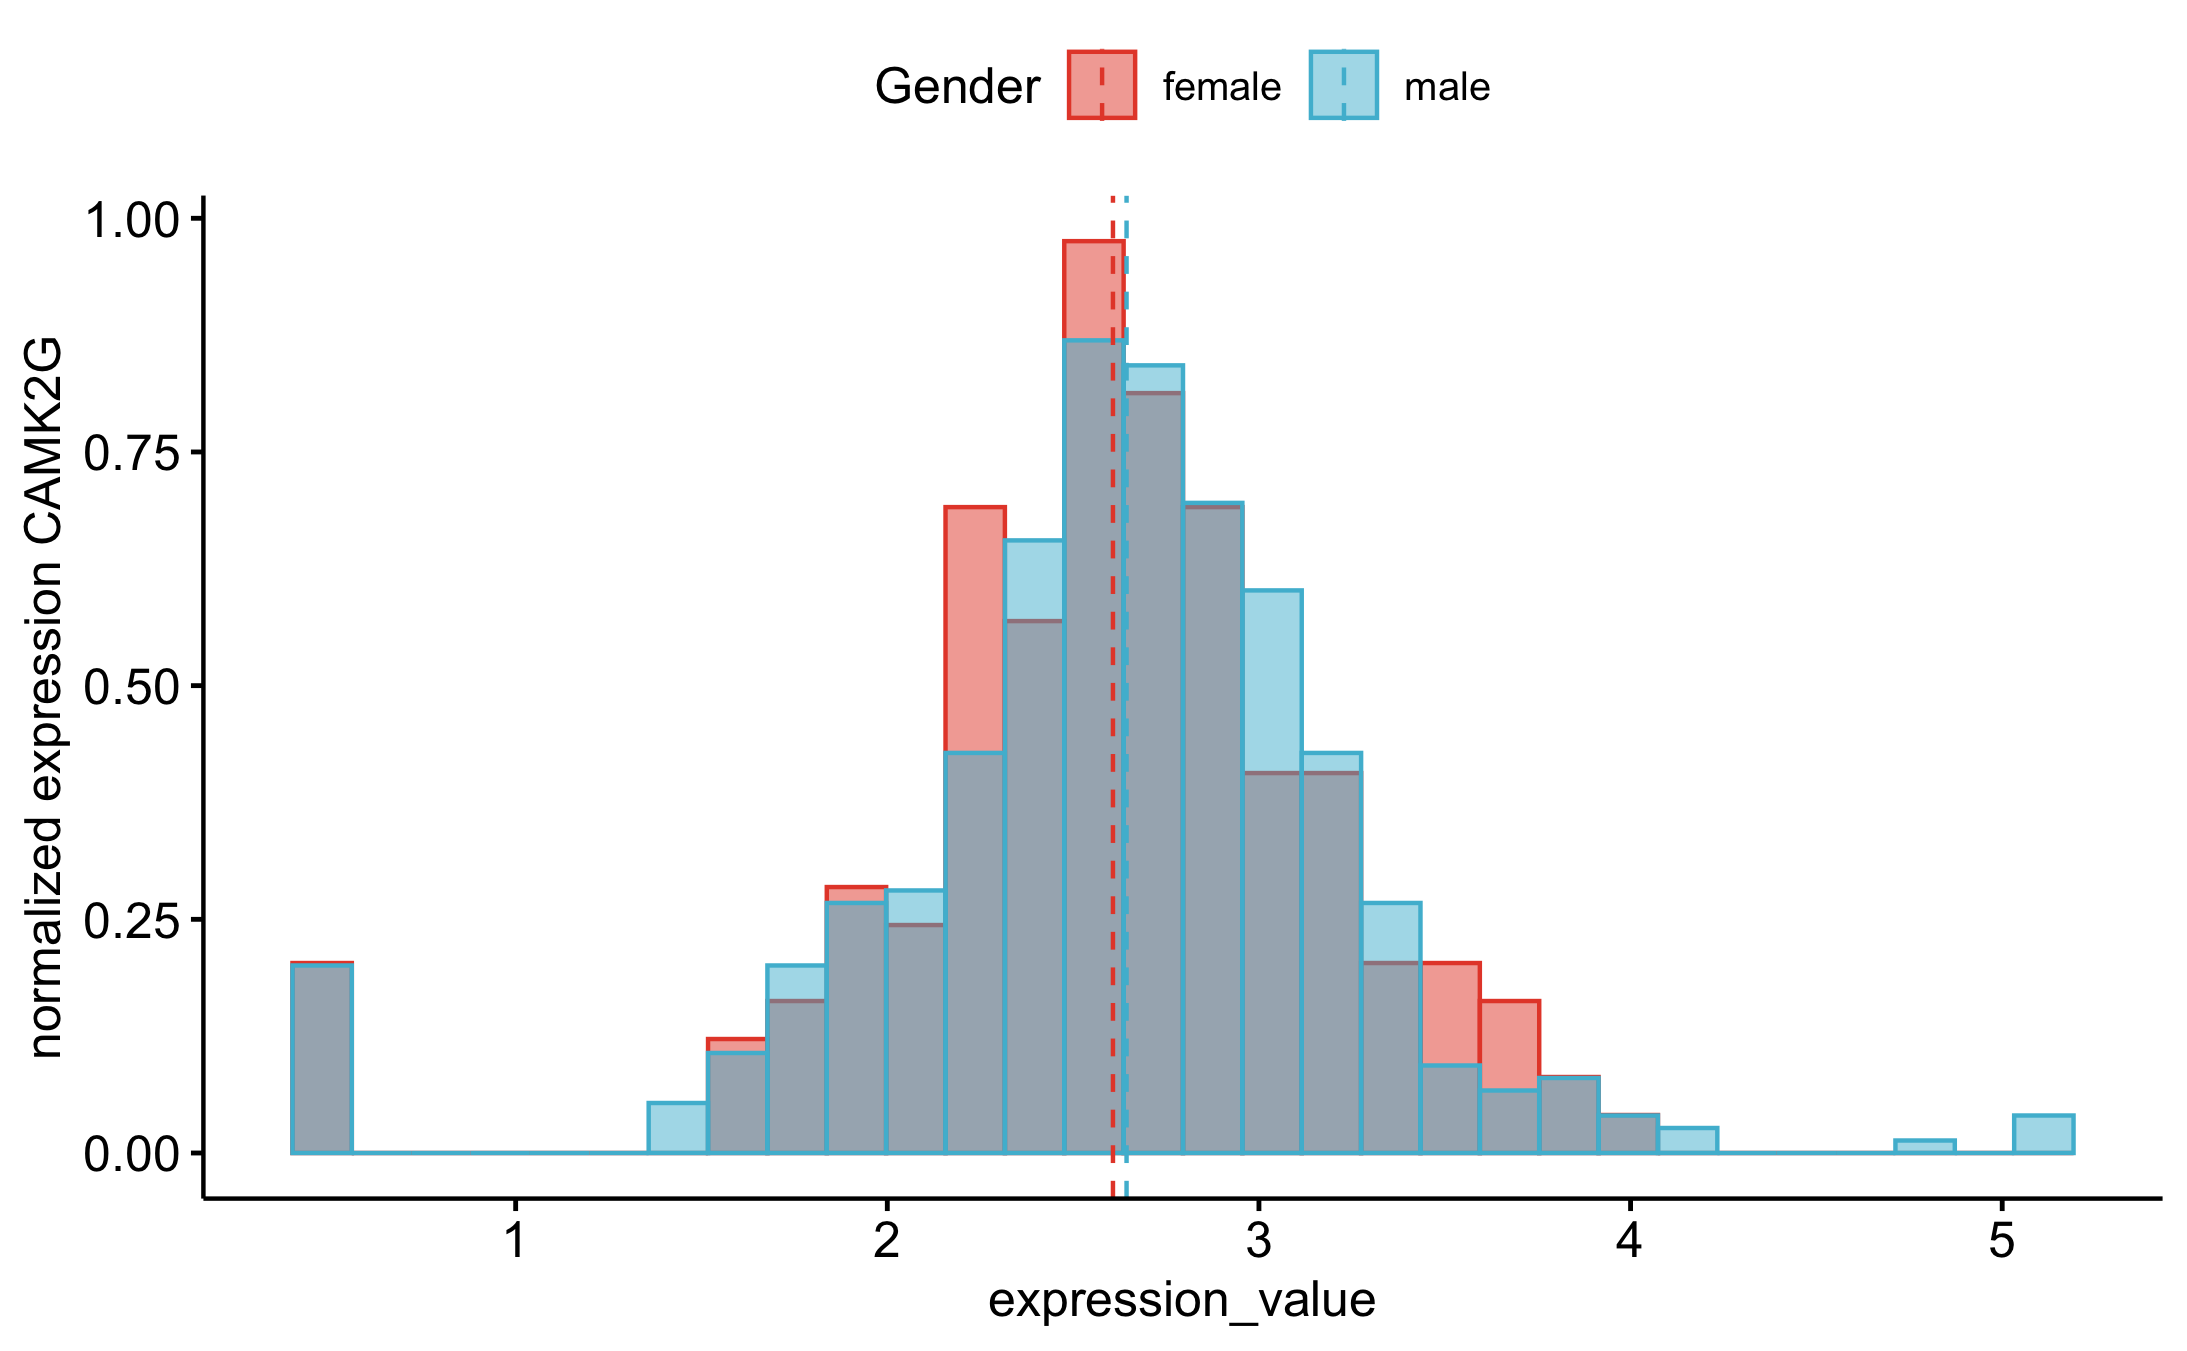 Gender female male
1.00
0.75
0.50
0.25
0.00
normalized expression CAMK2G
1 2 3 4 5
expression_value